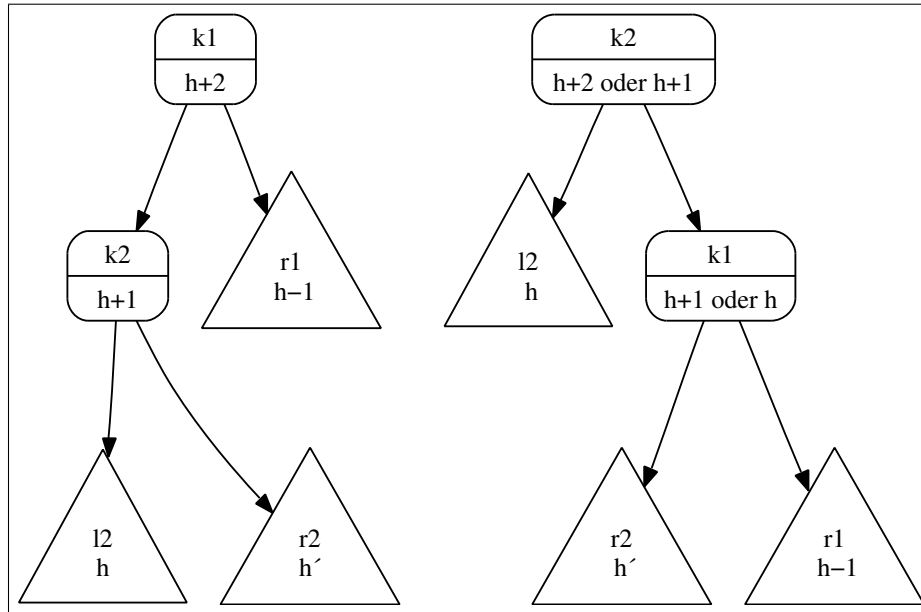 k1
h+2
k2
h+1
r1
h−1
l2
h
r2
h´
k2
h+2 oder h+1
l2
h
k1
h+1 oder h
r2
h´
r1
h−1